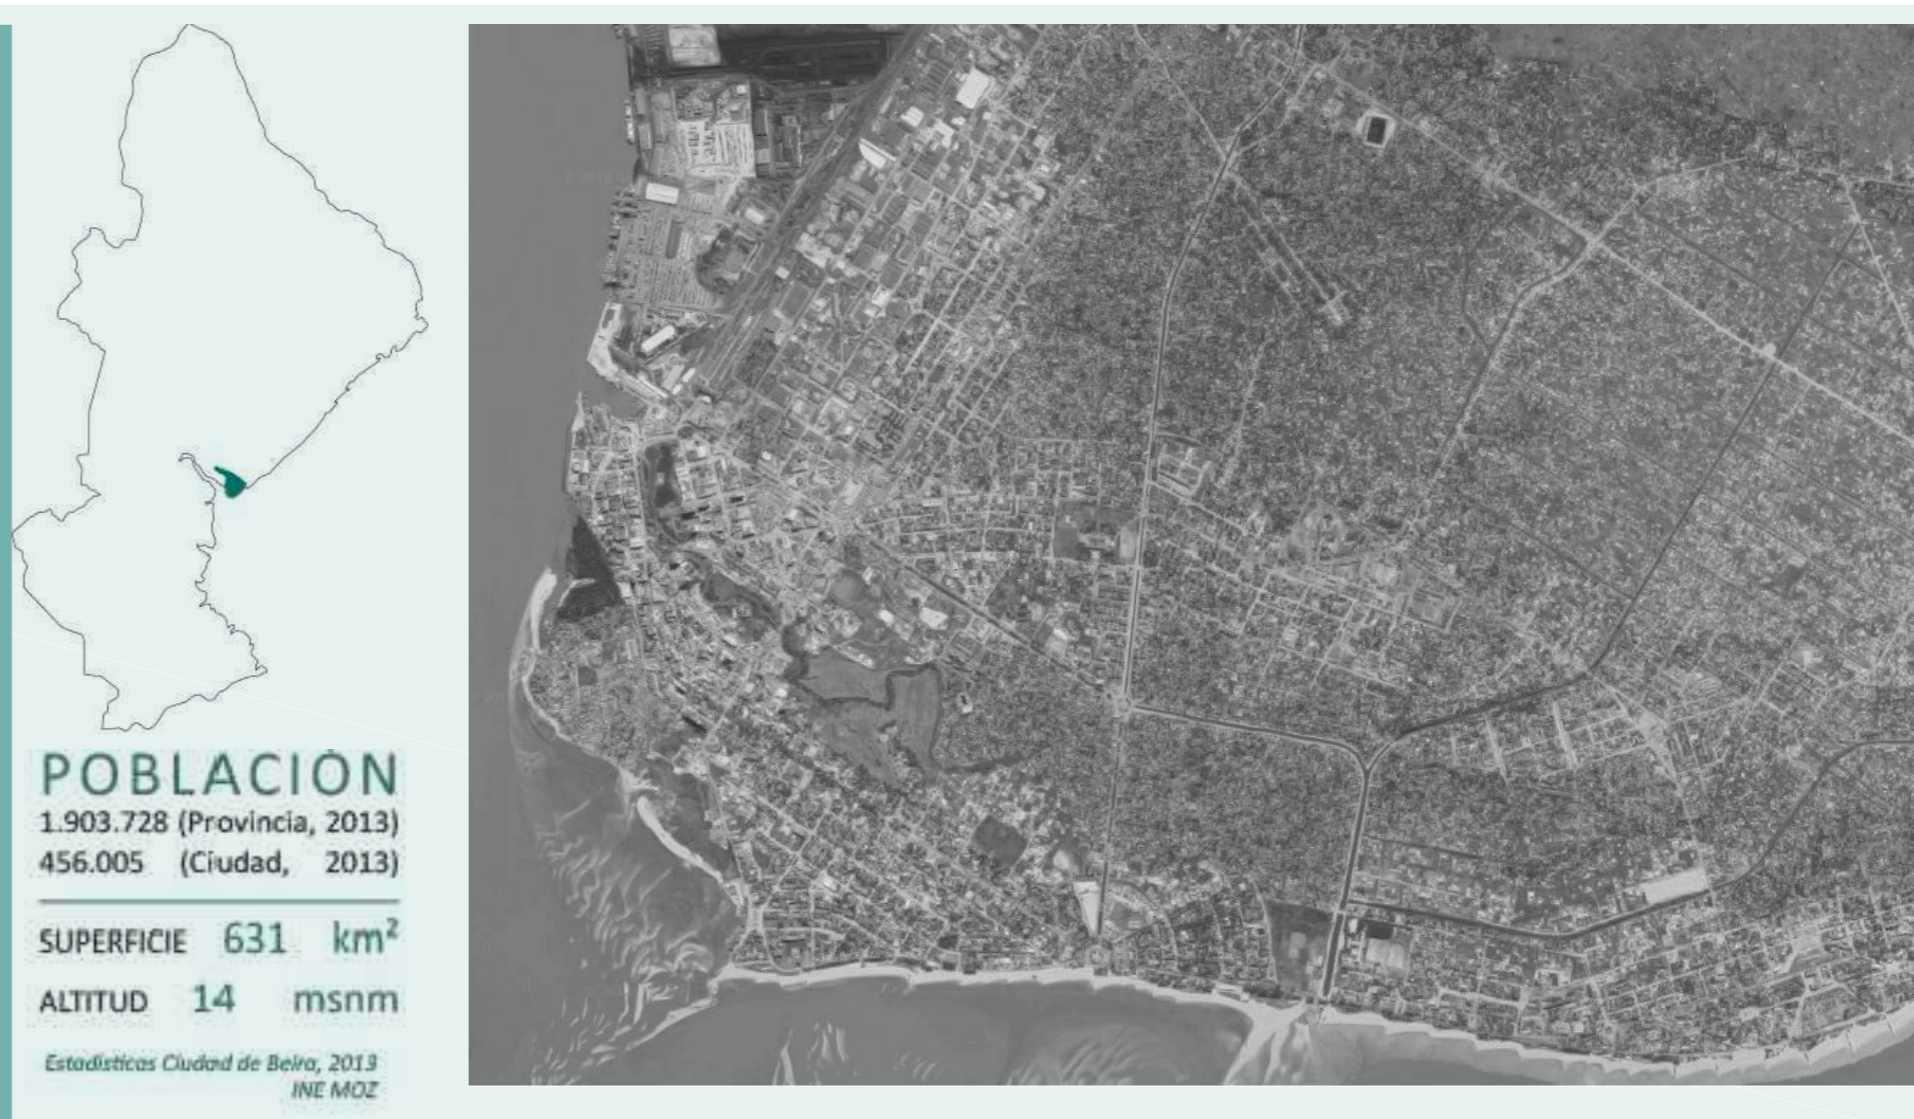 POBLACIÓN
1.903.728 (Provincia, 2013)
456.005 (Ciudad, 2013)
SUPERFICIE 631 km²
ALTITUD 14 msnm
Estadísticas Ciudad de Beira, 2013
INE MOZ